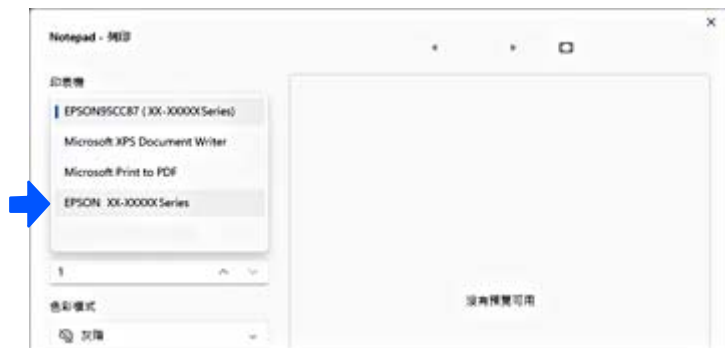 Notepad - 列印
印表機
EPSON95CC87 ( XX-XXXXX Series)
Microsoft XPS Document Writer
Microsoft Print to PDF
EPSON XX-XXXXX Series
1
色彩模式
灰階
沒有預覽可用